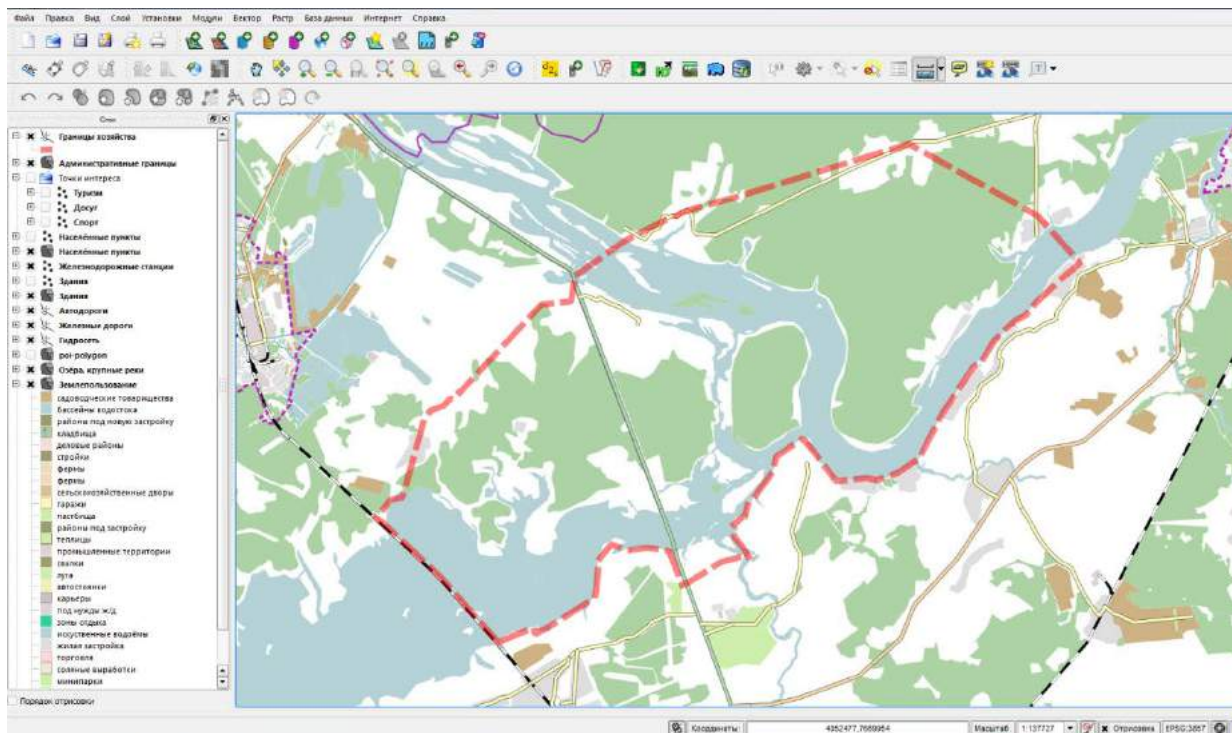 Файл Правка Вид Слой Установки Модули Вектор Растр База данных Интернет Справка
Слои
Границы хозяйства
Административные границы
Точки интереса
Туризм
Досуг
Спорт
Населённые пункты
Населённые пункты
Железнодорожные станции
Здания
Здания
Автодороги
Железные дороги
Гидросеть
poi-polygon
Озёра, крупные реки
Землепользование
садоводческие товарищества
бассейны водостока
районы под новую застройку
кладбища
деловые районы
стройки
фермы
фермы
сельскохозяйственные дворы
гаражи
пастбища
районы под застройку
теплицы
промышленные территории
свалки
луга
автостоянки
карьеры
под нужды ж/д
зоны отдыха
искуственные водоёмы
жилая застройка
торговля
соляные выработки
минипарки
Порядок отрисовки
Координаты: 4352477,7669954 Масштаб 1:137727 Отрисовка EPSG:3857